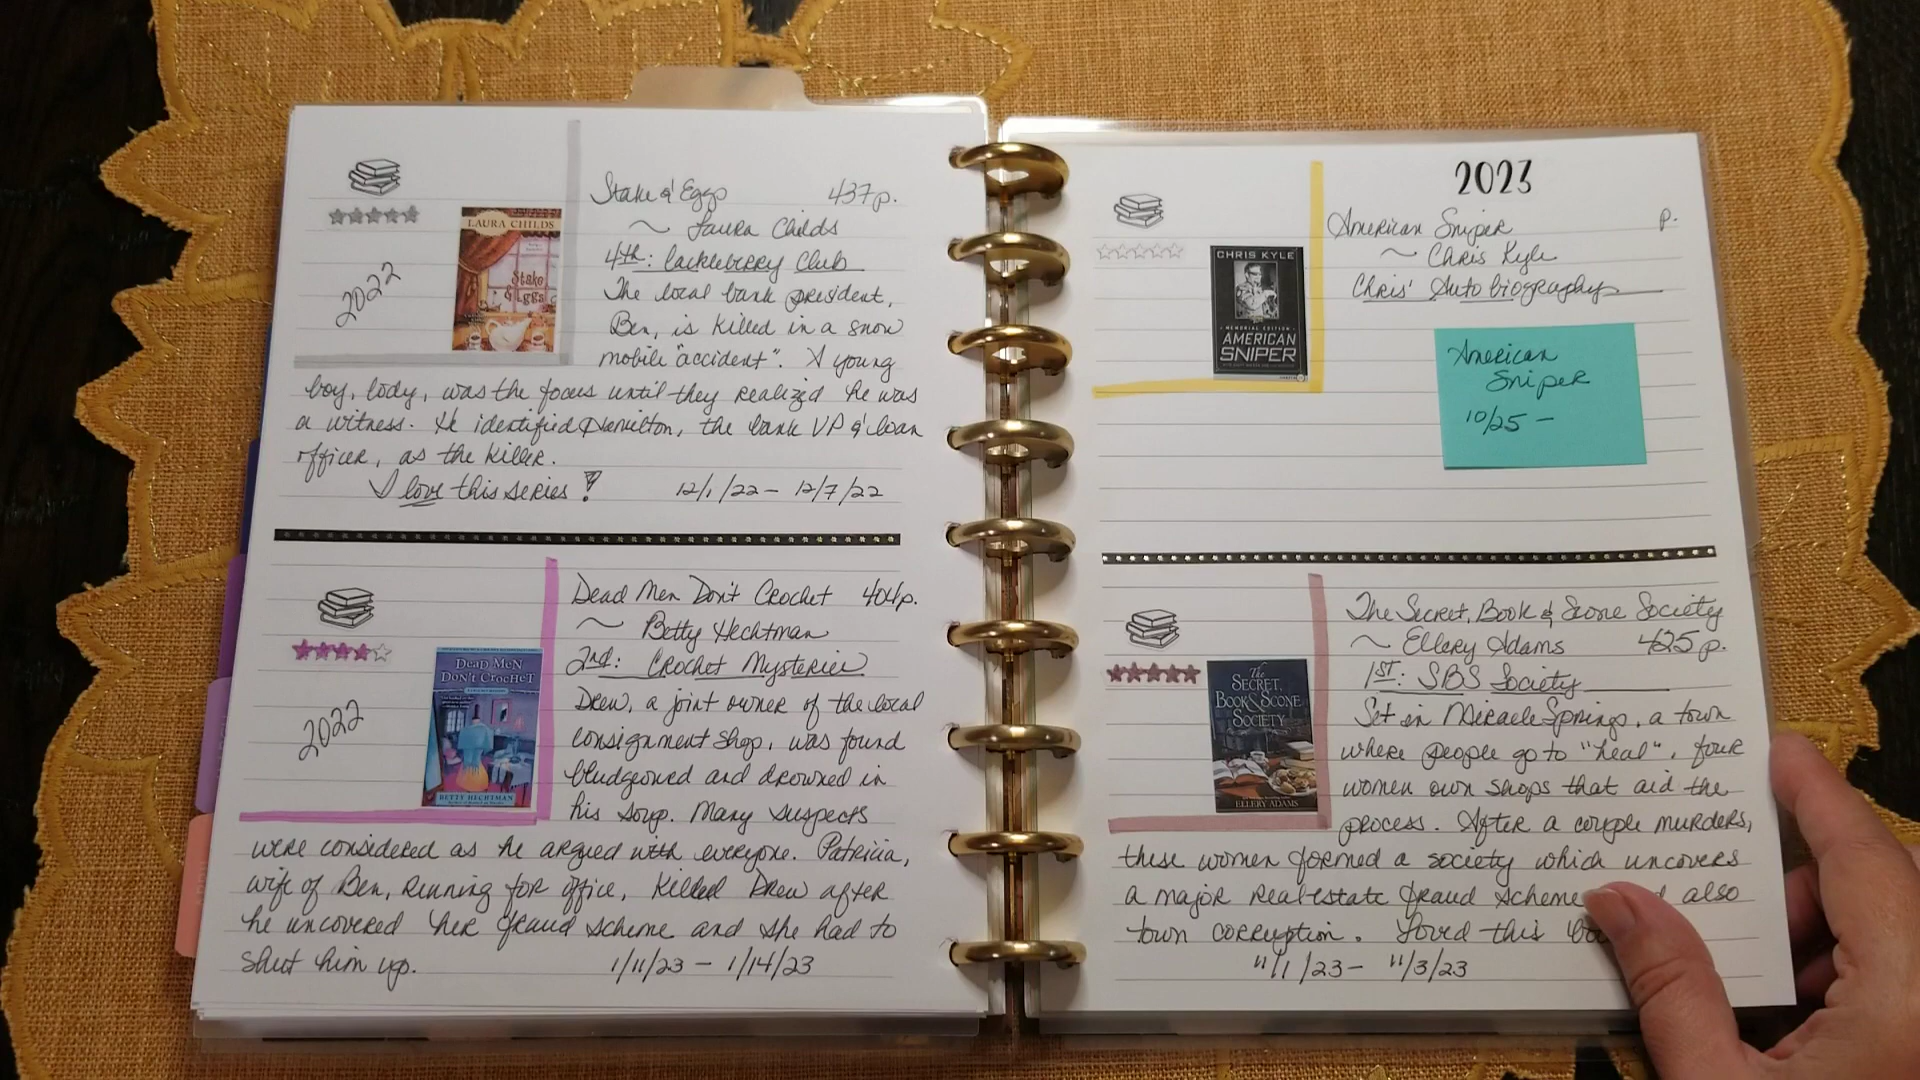 Stake & Eggs 437p.
~ Laura Childs
4th: Cackleberry Club
The local bank president,
Ben, is killed in a snow
mobile "accident". A young
boy, Cody, was the focus until they realized he was
a witness. He identified Hamilton, the bank VP & loan
officer, as the killer.
I love this series!
12/1/22 - 12/7/22
2022
LAURA CHILDS
Stake
& Eggs
Dead Men Don't Crochet 404p.
~ Betty Hechtman
2nd: Crochet Mysteries
Drew, a joint owner of the local
consignment shop, was found
bludgeoned and drowned in
his soup. Many suspects
were considered as he argued with everyone. Patricia,
wife of Ben, running for office, killed Drew after
he uncovered her fraud scheme and she had to
shut him up.
1/11/23 - 1/14/23
2022
DEAD MEN
DON'T CROCHET
BETTY HECHTMAN
2023
American Sniper p.
~ Chris Kyle
Chris' Autobiography
CHRIS KYLE
MEMORIAL EDITION
AMERICAN
SNIPER
American
Sniper
10/25 -
The Secret, Book & Scone Society
~ Ellery Adams 425p.
1ST: SBS Society
Set in Miracle Springs, a town
where people go to "heal", four
women own shops that aid the
process. After a couple murders,
these women formed a society which uncovers
a major real estate fraud scheme also
town corruption. Loved this
11/1/23 - 11/3/23
The
SECRET,
BOOK & SCONE
SOCIETY
ELLERY ADAMS